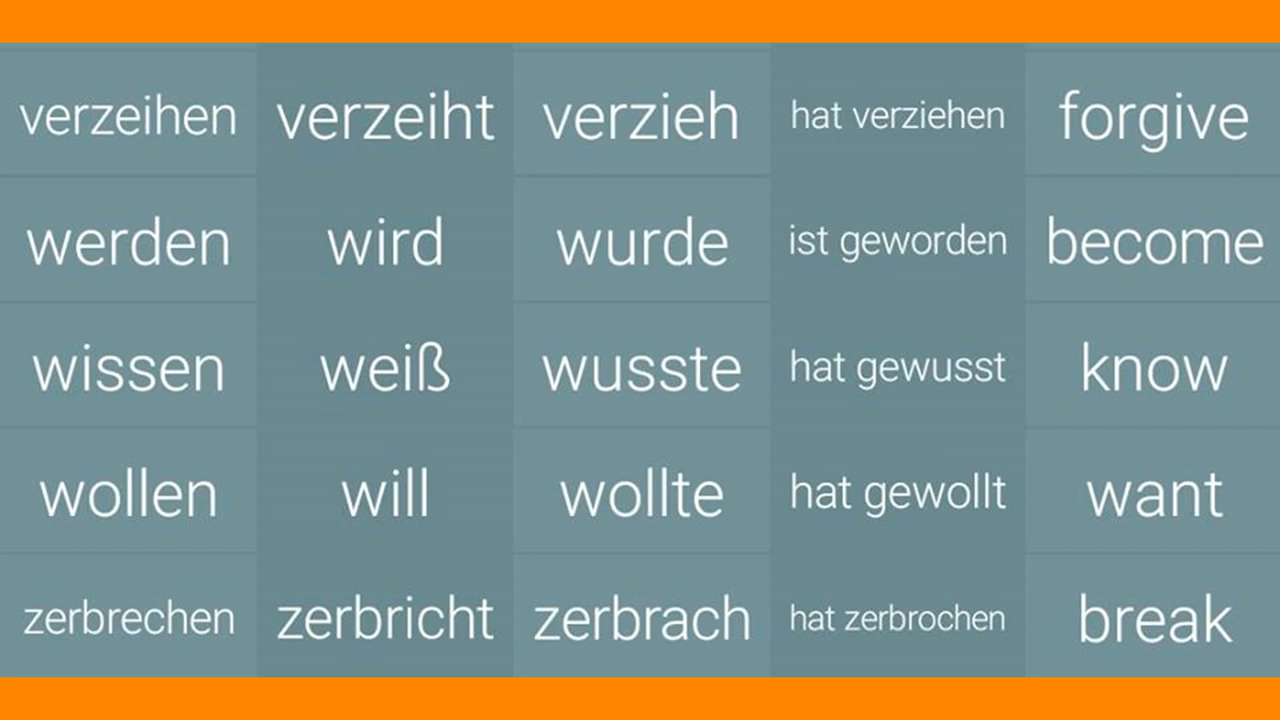 verzeihen verzeiht verzieh hat verziehen forgive
werden wird wurde ist geworden become
wissen weiß wusste hat gewusst know
wollen will wollte hat gewollt want
zerbrechen zerbricht zerbrach hat zerbrochen break